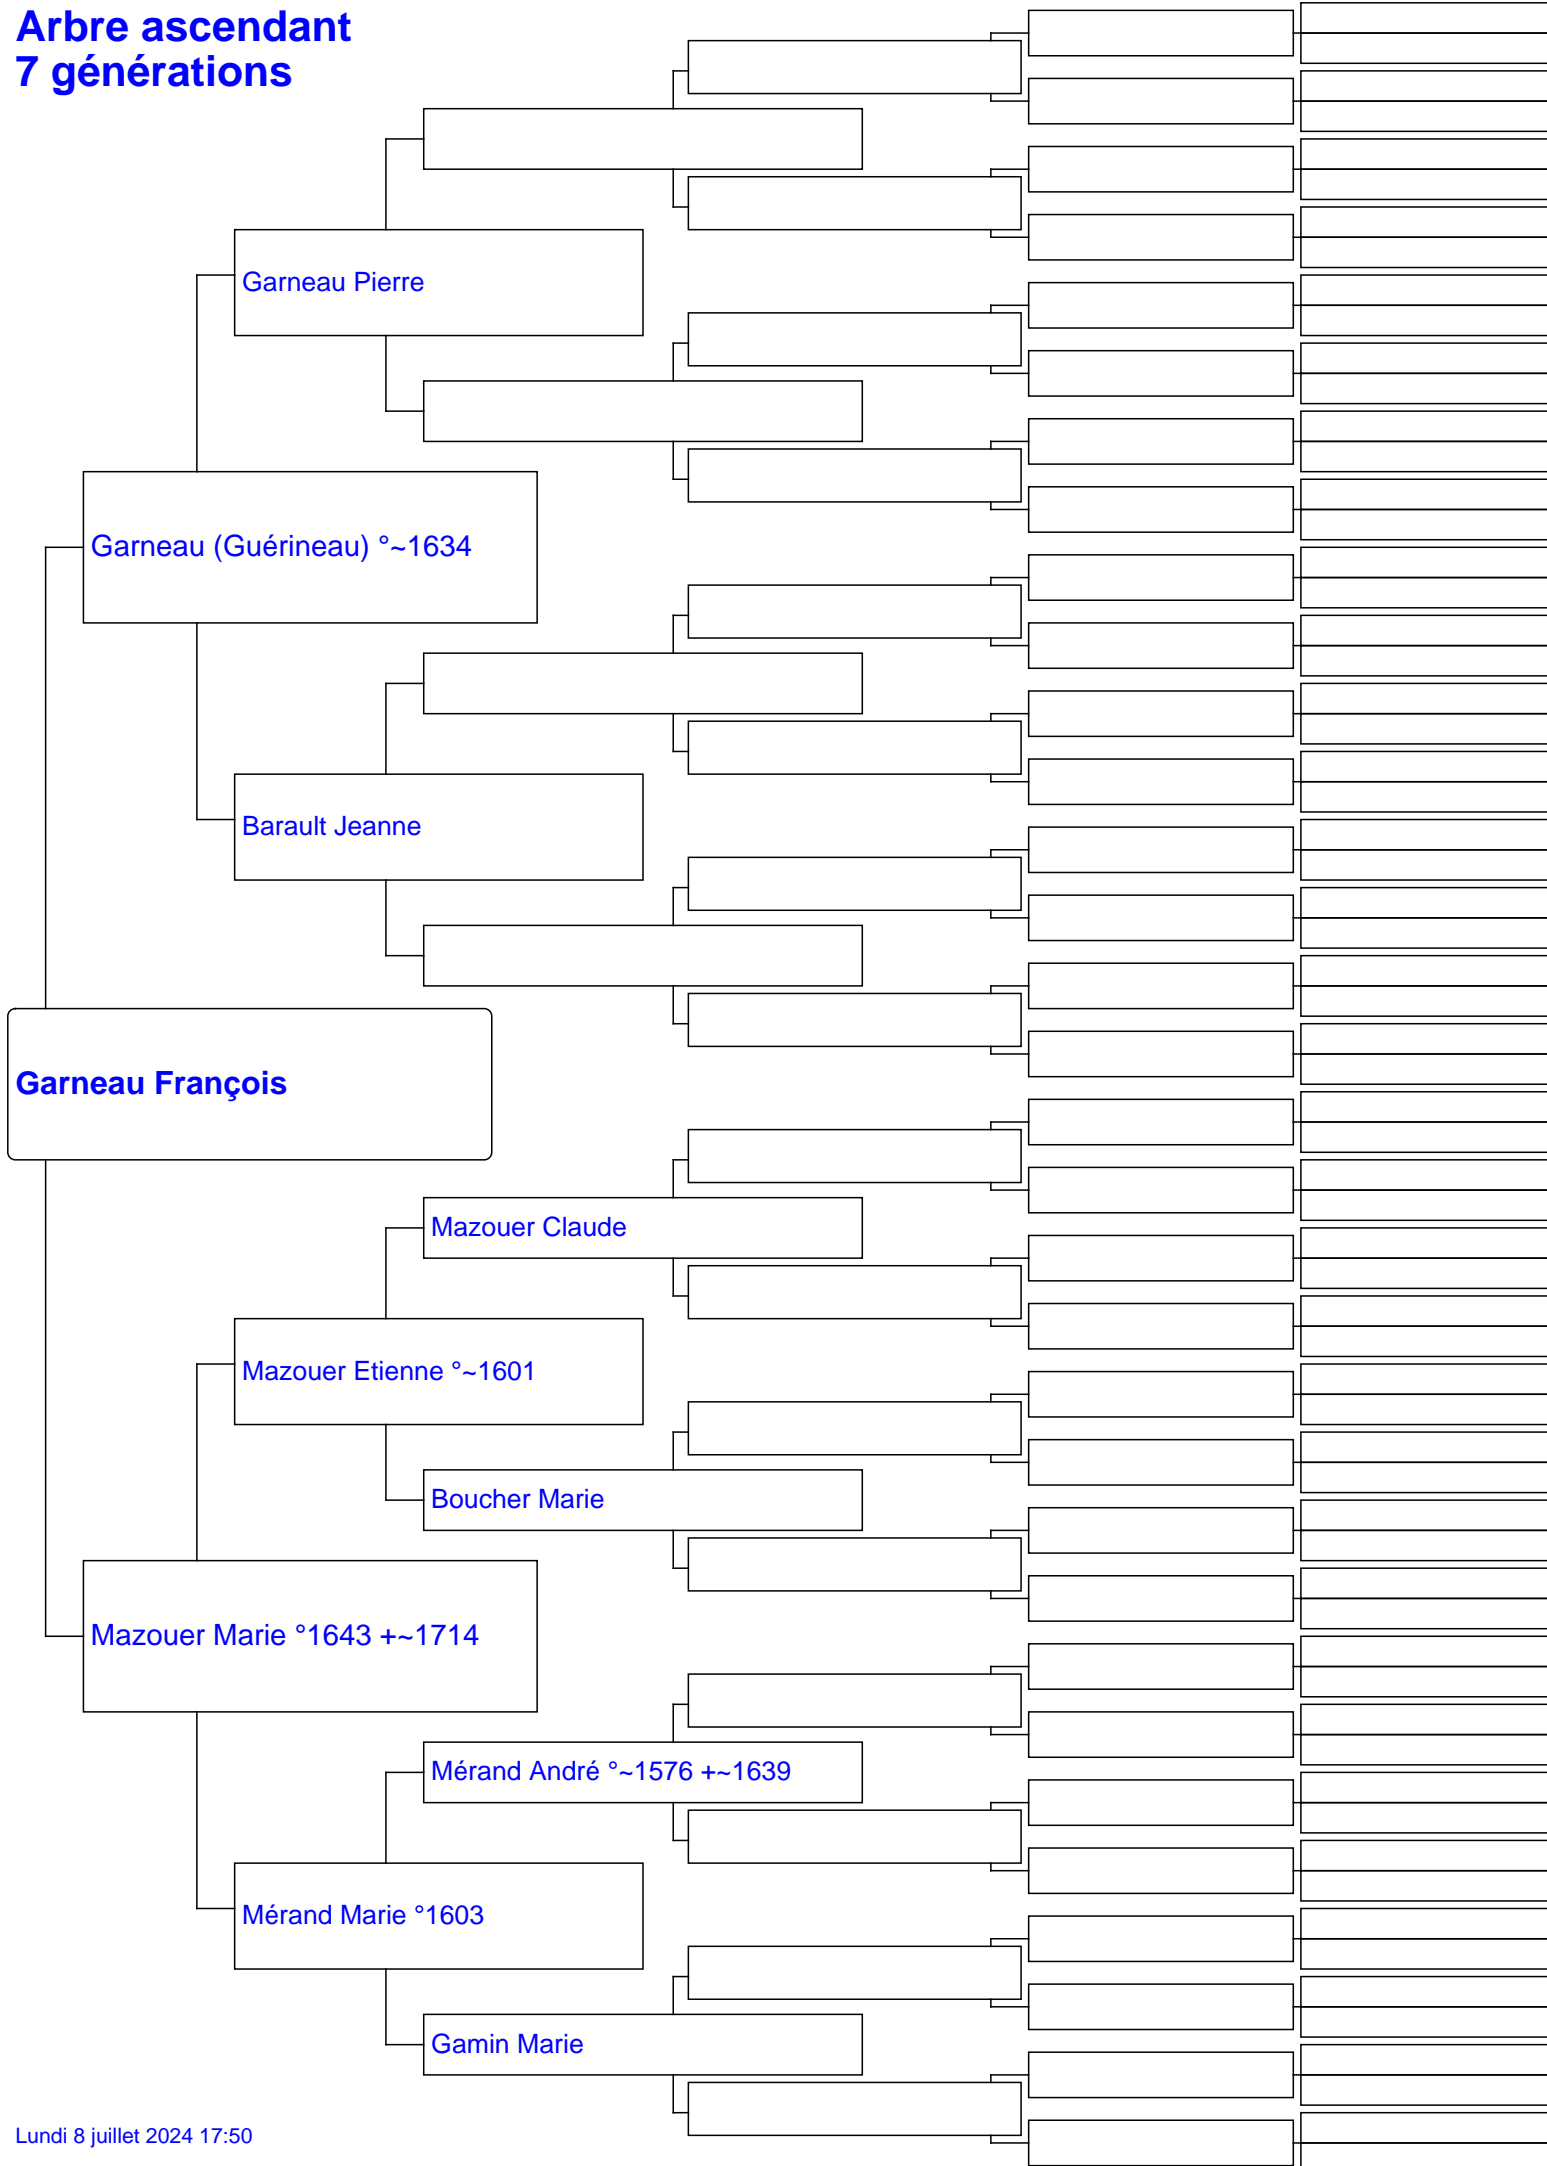 Arbre ascendant
7 générations
Garneau Pierre
Garneau (Guérineau) °~1634
Barault Jeanne
Garneau François
Mazouer Claude
Mazouer Etienne °~1601
Boucher Marie
Mazouer Marie °1643 +~1714
Mérand André °~1576 +~1639
Mérand Marie °1603
Gamin Marie
Lundi 8 juillet 2024 17:50